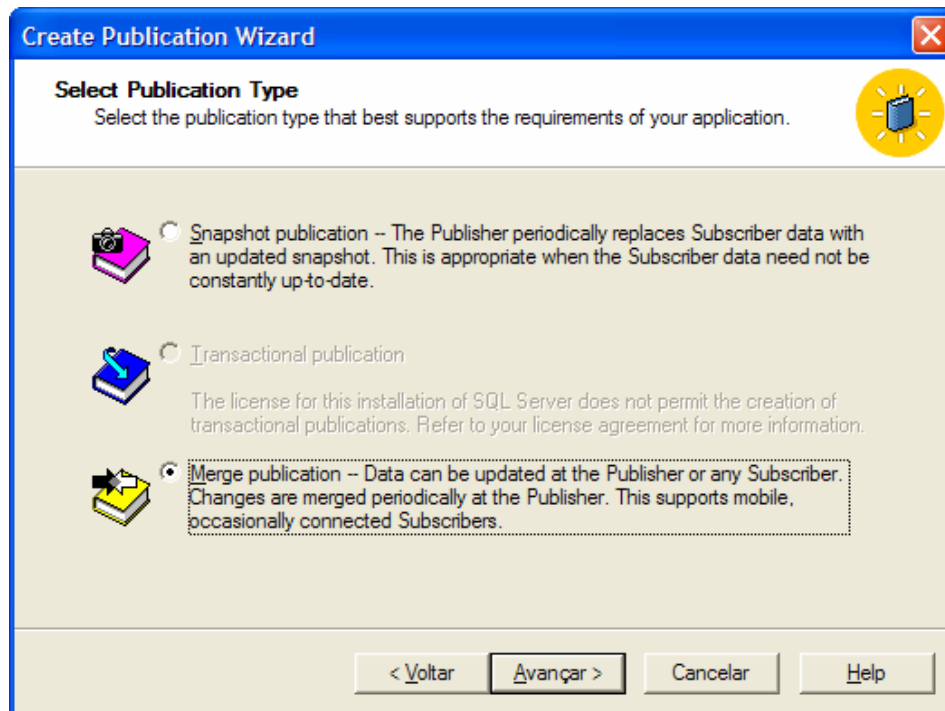 Create Publication Wizard
Select Publication Type
Select the publication type that best supports the requirements of your application.
Snapshot publication -- The Publisher periodically replaces Subscriber data with
an updated snapshot. This is appropriate when the Subscriber data need not be
constantly up-to-date.
Transactional publication
The license for this installation of SQL Server does not permit the creation of
transactional publications. Refer to your license agreement for more information.
Merge publication -- Data can be updated at the Publisher or any Subscriber.
Changes are merged periodically at the Publisher. This supports mobile,
occasionally connected Subscribers.
< Voltar Avançar > Cancelar Help